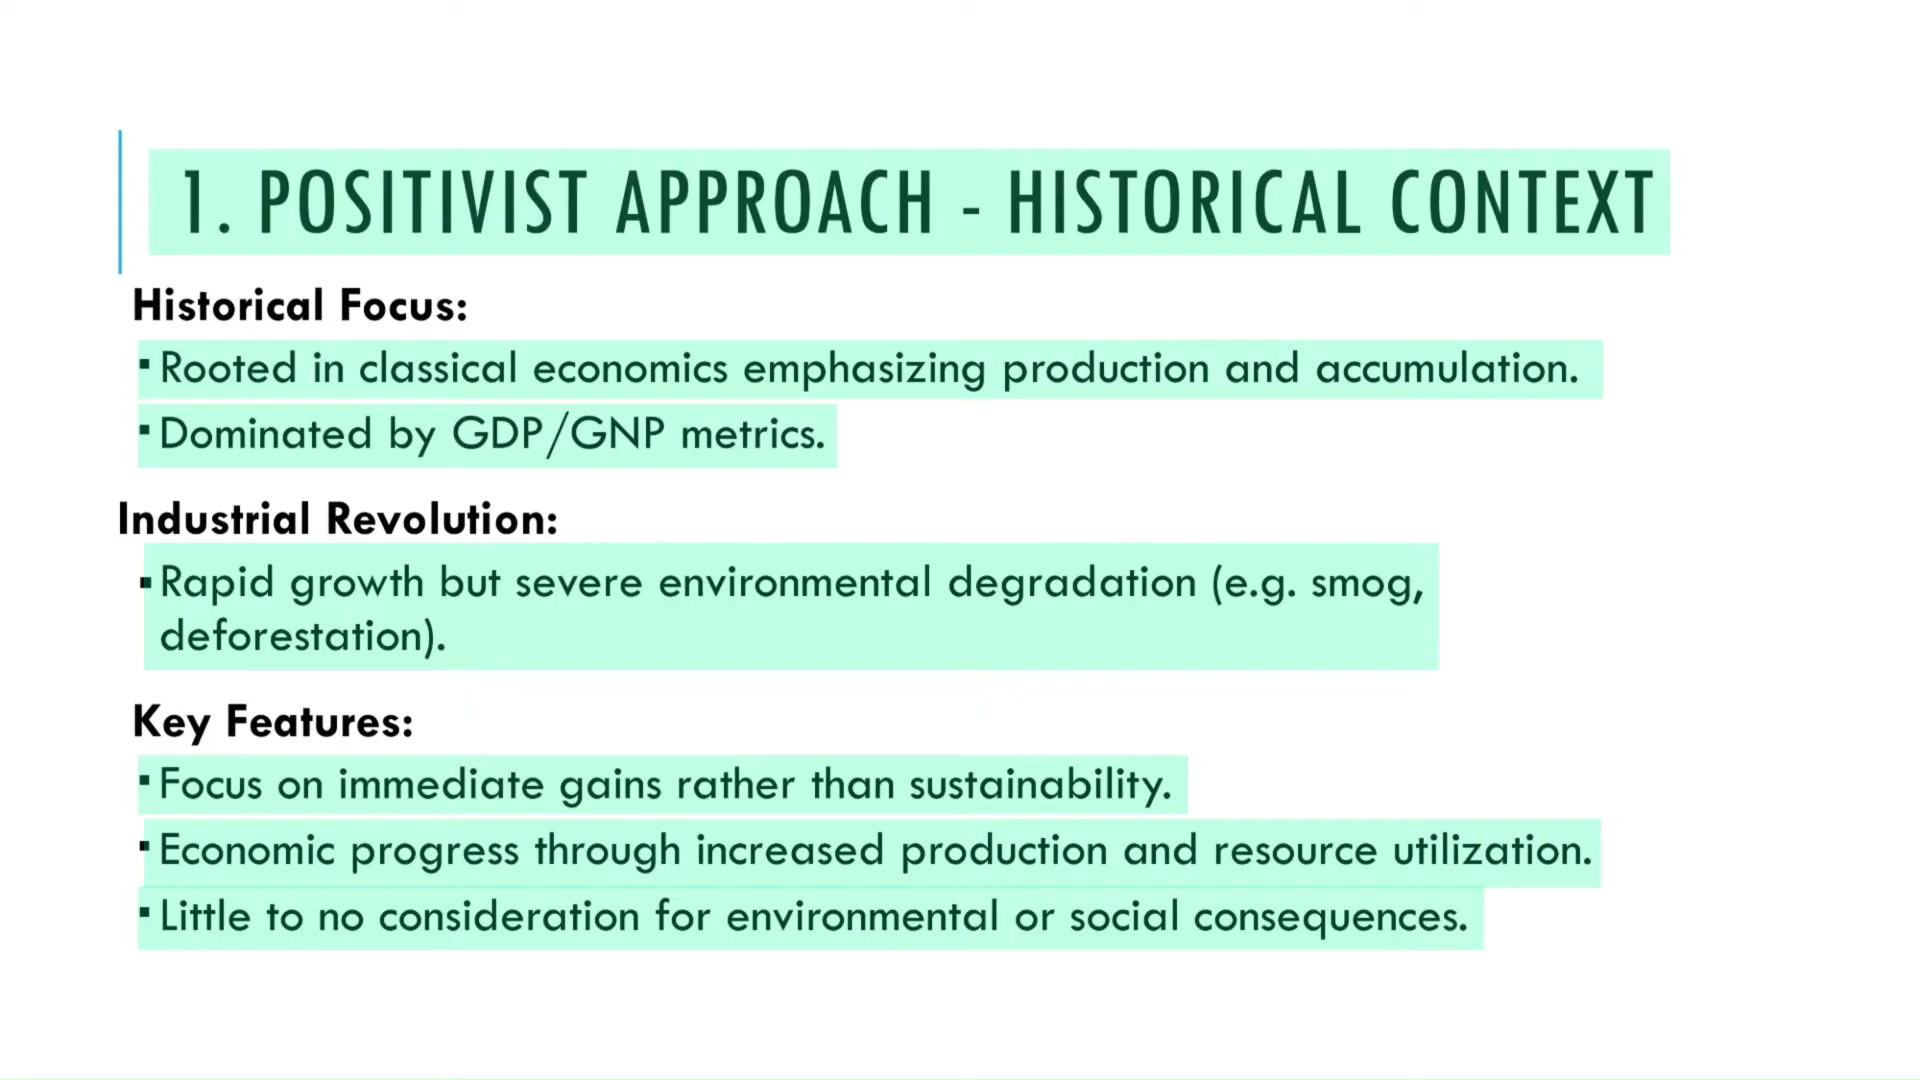 1. POSITIVIST APPROACH - HISTORICAL CONTEXT
Historical Focus:
▪ Rooted in classical economics emphasizing production and accumulation.
▪ Dominated by GDP/GNP metrics.
Industrial Revolution:
▪ Rapid growth but severe environmental degradation (e.g. smog,
deforestation).
Key Features:
▪ Focus on immediate gains rather than sustainability.
▪ Economic progress through increased production and resource utilization.
▪ Little to no consideration for environmental or social consequences.